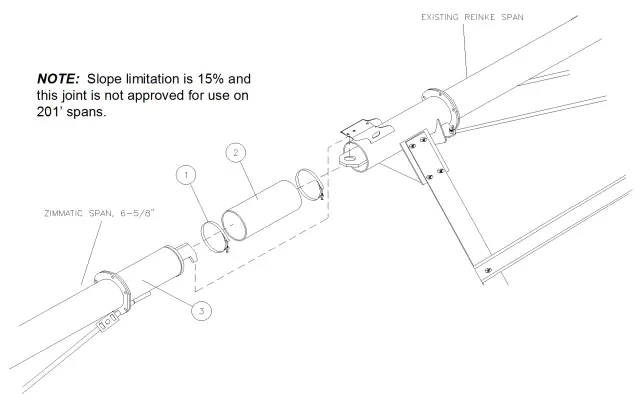 EXISTING REINKE SPAN
NOTE: Slope limitation is 15% and
this joint is not approved for use on
201' spans.
2
1
ZIMMATIC SPAN, 6-5/8"
3